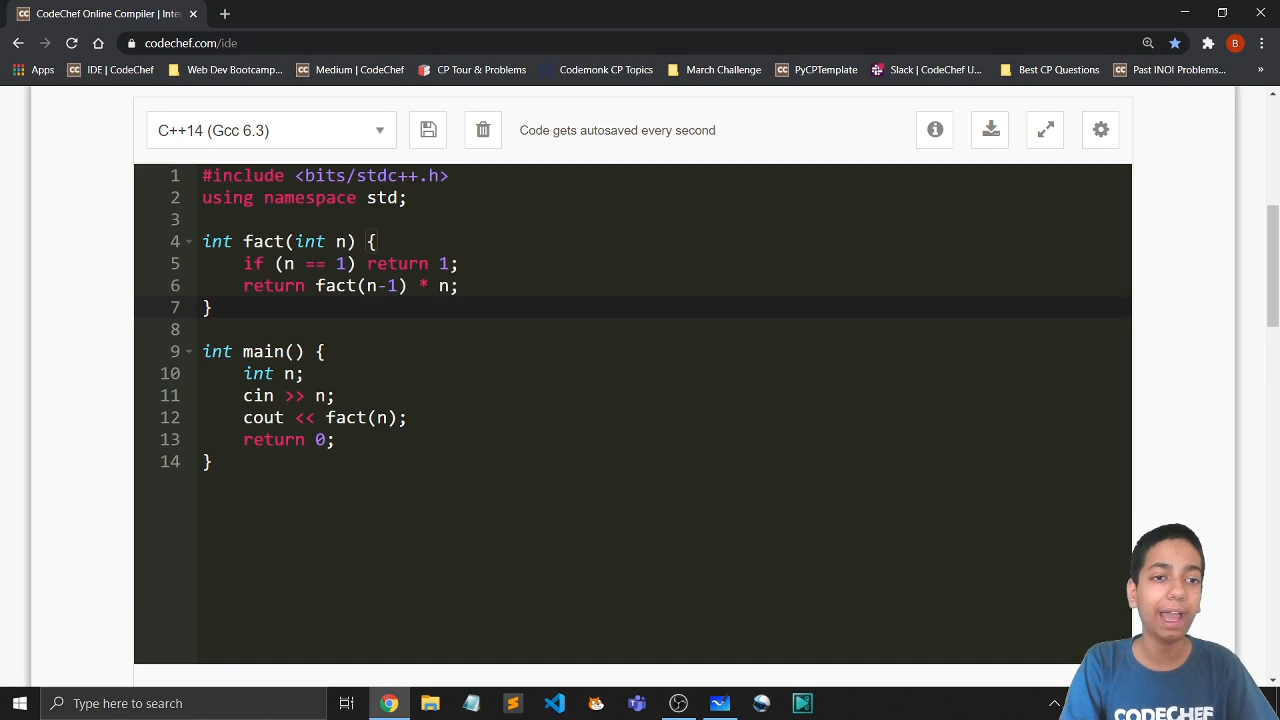 CodeChef Online Compiler | Inte
codechef.com/ide
B
Apps
IDE | CodeChef
Web Dev Bootcamp...
Medium | CodeChef
CP Tour & Problems
Codemonk CP Topics
March Challenge
PyCPTemplate
Slack | CodeChef U...
Best CP Questions
Past INOI Problems...
C++14 (Gcc 6.3)
Code gets autosaved every second
1 #include <bits/stdc++.h>
2 using namespace std;
3
4 int fact(int n) {
5 if (n == 1) return 1;
6 return fact(n-1) * n;
7 }
8
9 int main() {
10 int n;
11 cin >> n;
12 cout << fact(n);
13 return 0;
14 }
Type here to search
CODECHEF